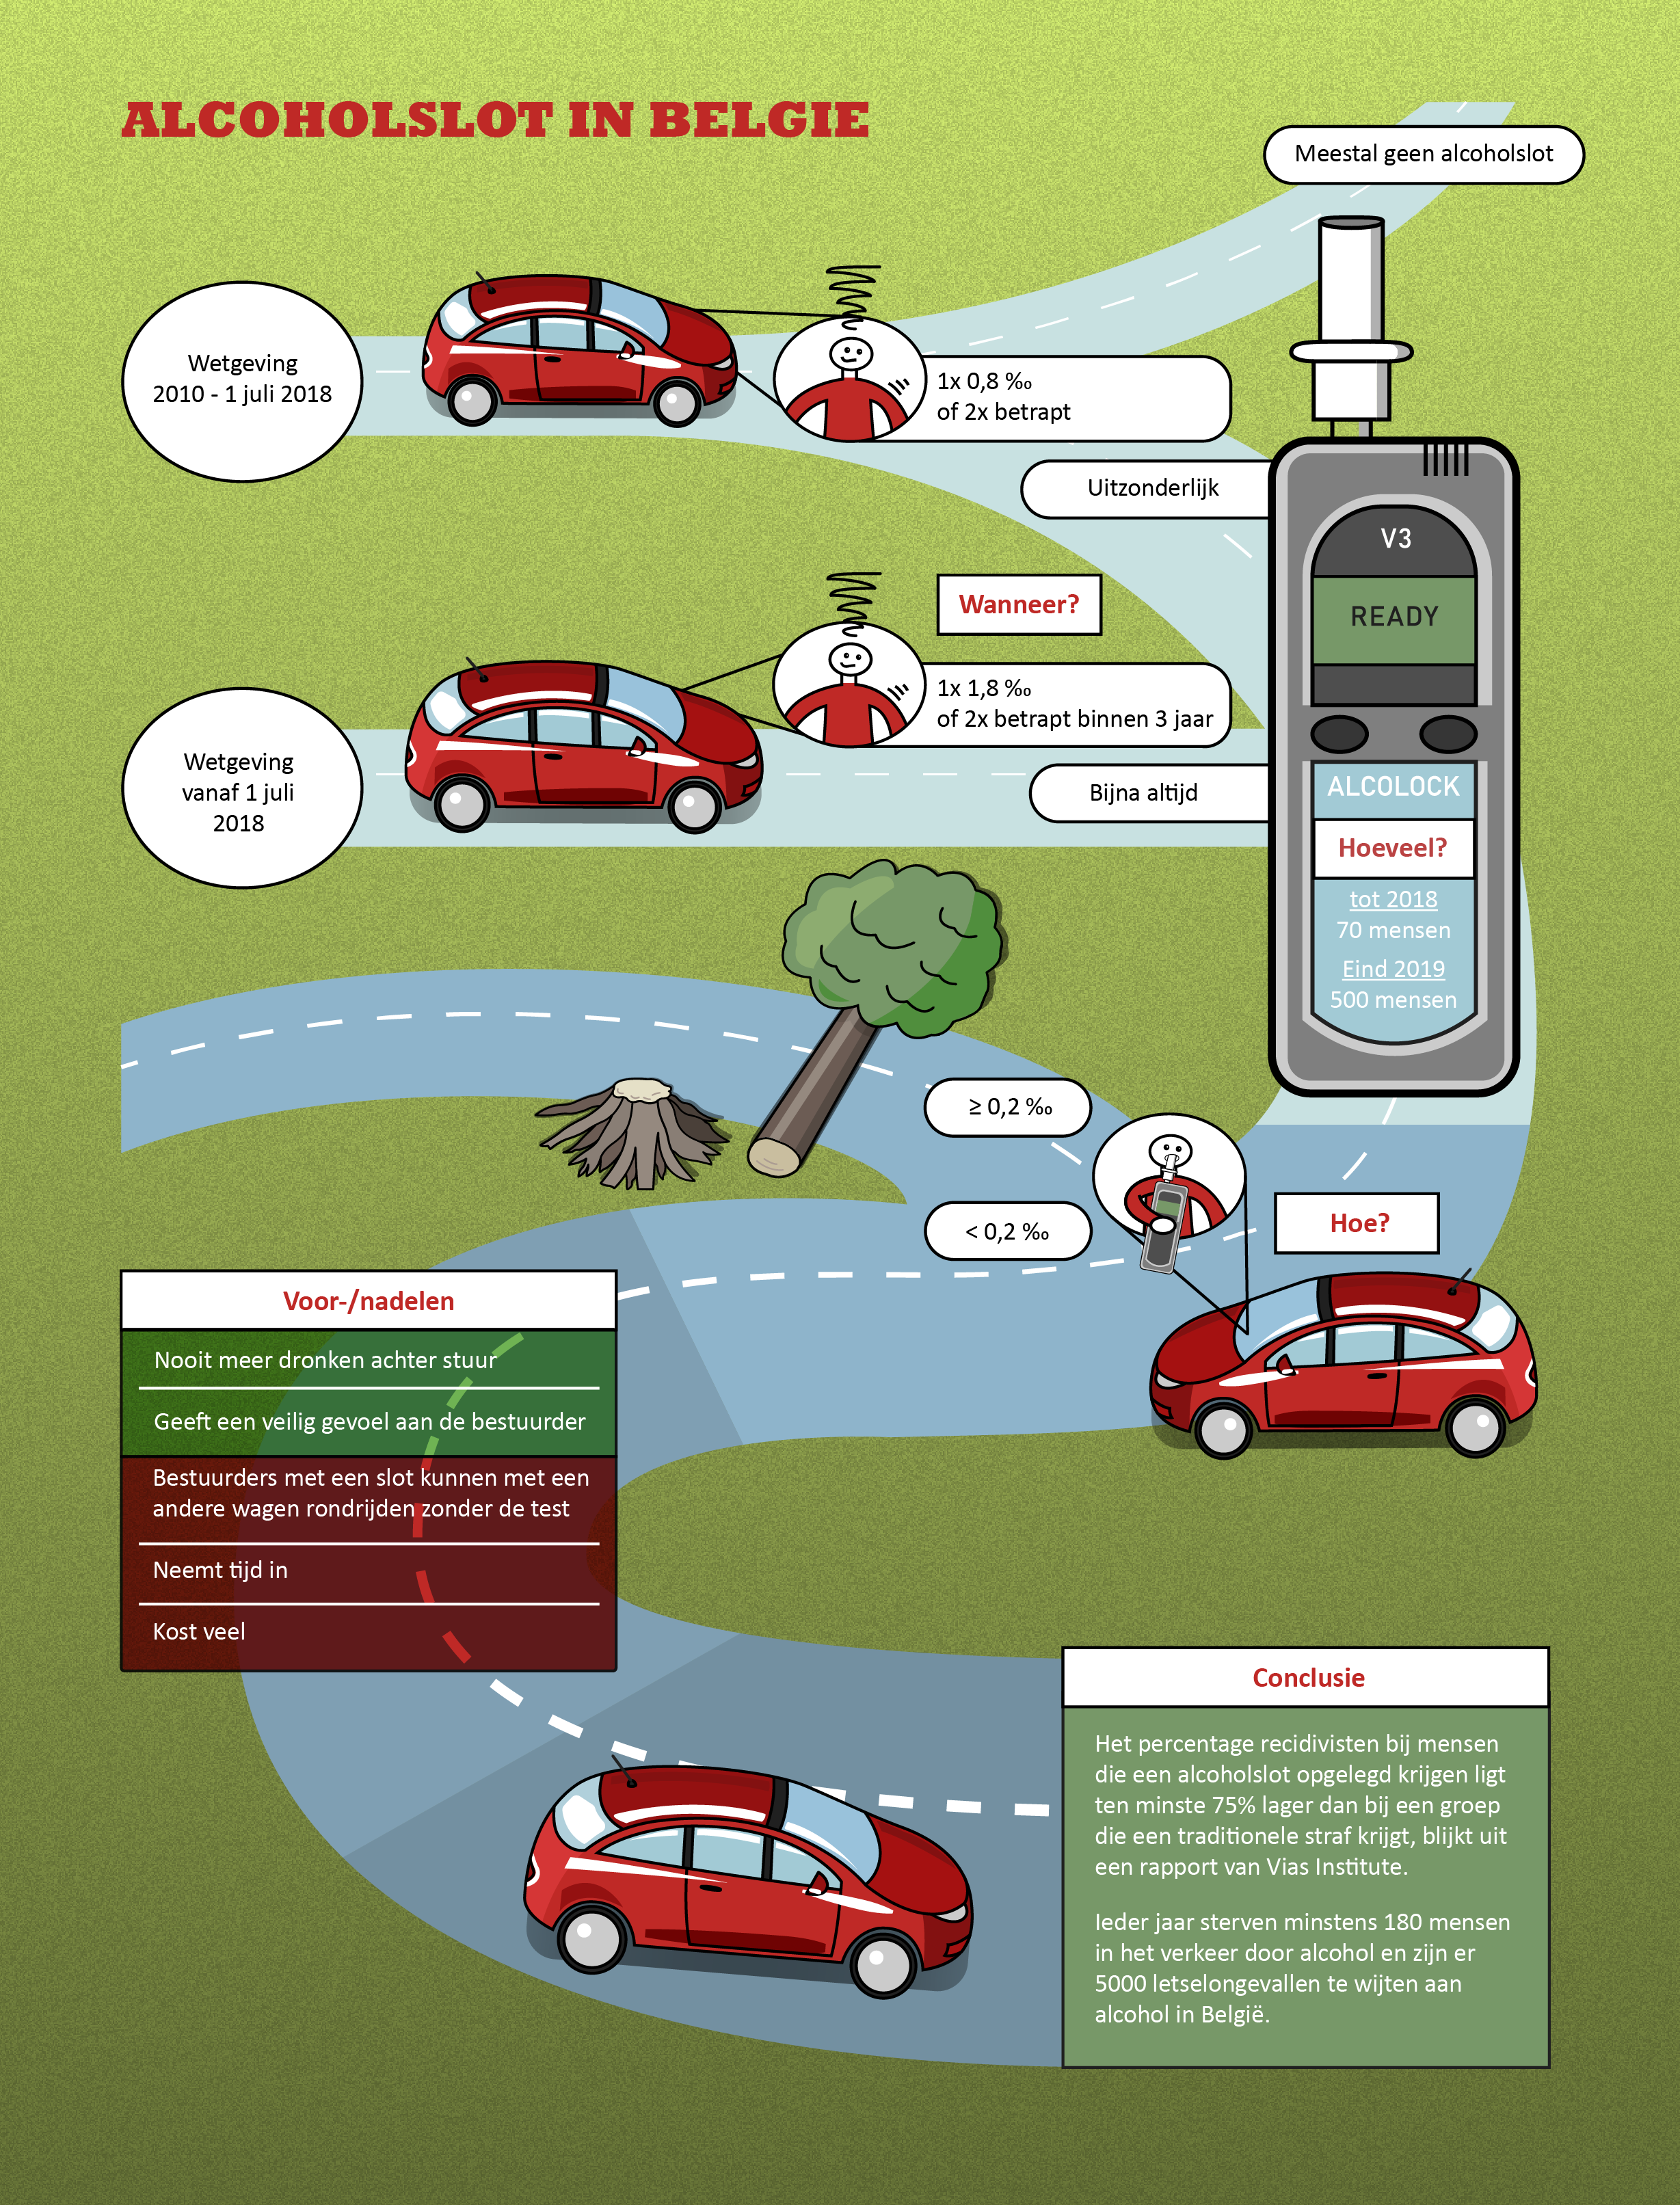 ALCOHOLSLOT IN BELGIE
Meestal geen alcoholslot
Wetgeving
2010 - 1 juli 2018
1x 0,8 ‰
of 2x betrapt
Uitzonderlijk
V3
READY
Wanneer?
1x 1,8 ‰
of 2x betrapt binnen 3 jaar
Wetgeving
vanaf 1 juli
2018
Bijna altijd
ALCOLOCK
Hoeveel?
tot 2018
70 mensen
Eind 2019
500 mensen
≥ 0,2 ‰
< 0,2 ‰
Hoe?
Voor-/nadelen
Nooit meer dronken achter stuur
Geeft een veilig gevoel aan de bestuurder
Bestuurders met een slot kunnen met een
andere wagen rondrijden zonder de test
Neemt tijd in
Kost veel
Conclusie
Het percentage recidivisten bij mensen
die een alcoholslot opgelegd krijgen ligt
ten minste 75% lager dan bij een groep
die een traditionele straf krijgt, blijkt uit
een rapport van Vias Institute.
Ieder jaar sterven minstens 180 mensen
in het verkeer door alcohol en zijn er
5000 letselongevallen te wijten aan
alcohol in België.